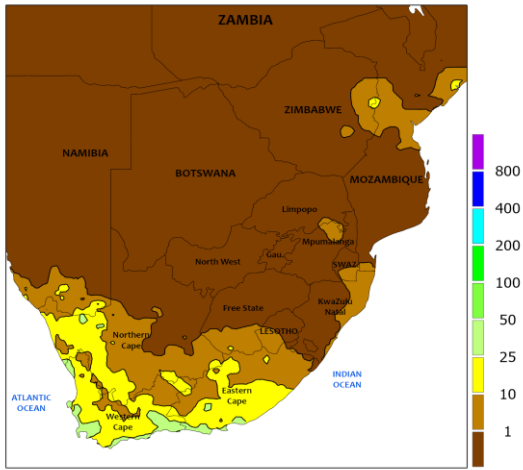 ZAMBIA
ZIMBABWE
NAMIBIA
BOTSWANA
MOZAMBIQUE
Limpopo
Mpumalanga
Gau.
North West
SWAZ.
Free State
KwaZulu
Natal
LESOTHO
Northern
Cape
Eastern
Cape
Western
Cape
ATLANTIC
OCEAN
INDIAN
OCEAN
800
400
200
100
50
25
10
1